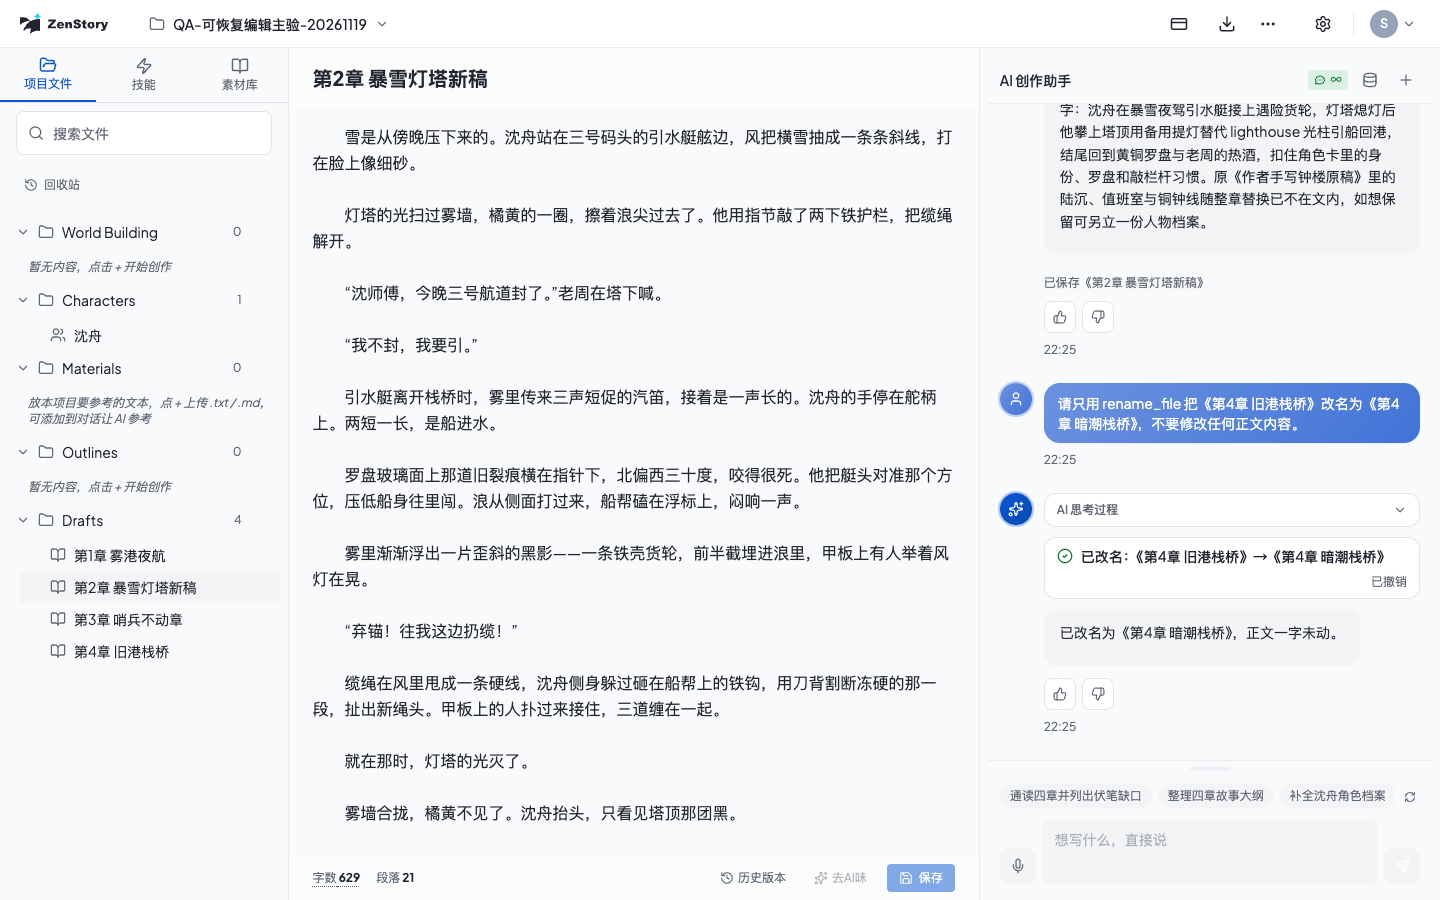 ZenStory
QA-可恢复编辑主验-20261119
S
项目文件
技能
素材库
搜索文件
回收站
World Building 0
暂无内容，点击 + 开始创作
Characters 1
沈舟
Materials 0
放本项目要参考的文本，点 + 上传 .txt / .md，
可添加到对话让 AI 参考
Outlines 0
暂无内容，点击 + 开始创作
Drafts 4
第1章 雾港夜航
第2章 暴雪灯塔新稿
第3章 哨兵不动章
第4章 旧港栈桥
第2章 暴雪灯塔新稿
雪是从傍晚压下来的。沈舟站在三号码头的引水艇舷边，风把横雪抽成一条条斜线，打
在脸上像细砂。
灯塔的光扫过雾墙，橘黄的一圈，擦着浪尖过去了。他用指节敲了两下铁护栏，把缆绳
解开。
“沈师傅，今晚三号航道封了。”老周在塔下喊。
“我不封，我要引。”
引水艇离开栈桥时，雾里传来三声短促的汽笛，接着是一声长的。沈舟的手停在舵柄
上。两短一长，是船进水。
罗盘玻璃面上那道旧裂痕横在指针下，北偏西三十度，咬得很死。他把艇头对准那个方
位，压低船身往里闯。浪从侧面打过来，船帮磕在浮标上，闷响一声。
雾里渐渐浮出一片歪斜的黑影——一条铁壳货轮，前半截埋进浪里，甲板上有人举着风
灯在晃。
“弃锚！往我这边扔缆！”
缆绳在风里甩成一条硬线，沈舟侧身躲过砸在船帮上的铁钩，用刀背割断冻硬的那一
段，扯出新绳头。甲板上的人扑过来接住，三道缠在一起。
就在那时，灯塔的光灭了。
雾墙合拢，橘黄不见了。沈舟抬头，只看见塔顶那团黑。
字数 629
段落 21
历史版本
去AI味
保存
AI 创作助手
字：沈舟在暴雪夜驾引水艇接上遇险货轮，灯塔熄灯后
他攀上塔顶用备用提灯替代 lighthouse 光柱引船回港，
结尾回到黄铜罗盘与老周的热酒，扣住角色卡里的身
份、罗盘和敲栏杆习惯。原《作者手写钟楼原稿》里的
陆沉、值班室与铜钟线随整章替换已不在文内，如想保
留可另立一份人物档案。
已保存《第2章 暴雪灯塔新稿》
22:25
请只用 rename_file 把《第4章 旧港栈桥》改名为《第4
章 暗潮栈桥》，不要修改任何正文内容。
22:25
AI 思考过程
已改名：《第4章 旧港栈桥》→《第4章 暗潮栈桥》
已撤销
已改名为《第4章 暗潮栈桥》，正文一字未动。
22:25
通读四章并列出伏笔缺口
整理四章故事大纲
补全沈舟角色档案
想写什么，直接说